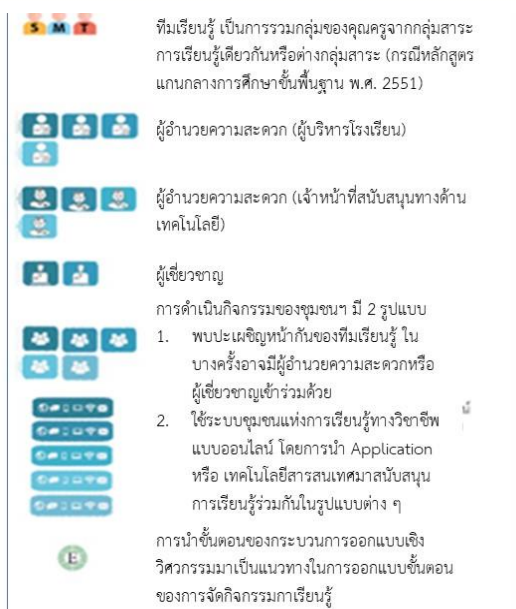 S M T
ทีมเรียนรู้ เป็นการรวมกลุ่มของคุณครูจากกลุ่มสาระ
การเรียนรู้เดียวกันหรือต่างกลุ่มสาระ (กรณีหลักสูตร
แกนกลางการศึกษาขั้นพื้นฐาน พ.ศ. 2551)
ผู้อำนวยความสะดวก (ผู้บริหารโรงเรียน)
ผู้อำนวยความสะดวก (เจ้าหน้าที่สนับสนุนทางด้าน
เทคโนโลยี)
ผู้เชี่ยวชาญ
การดำเนินกิจกรรมของชุมชนฯ มี 2 รูปแบบ
1. พบปะเผชิญหน้ากันของทีมเรียนรู้ ใน
บางครั้งอาจมีผู้อำนวยความสะดวกหรือ
ผู้เชี่ยวชาญเข้าร่วมด้วย
2. ใช้ระบบชุมชนแห่งการเรียนรู้ทางวิชาชีพ
แบบออนไลน์ โดยการนำ Application
หรือ เทคโนโลยีสารสนเทศมาสนับสนุน
การเรียนรู้ร่วมกันในรูปแบบต่าง ๆ
E
การนำขั้นตอนของกระบวนการออกแบบเชิง
วิศวกรรมมาเป็นแนวทางในการออกแบบขั้นตอน
ของการจัดกิจกรรมกาเรียนรู้